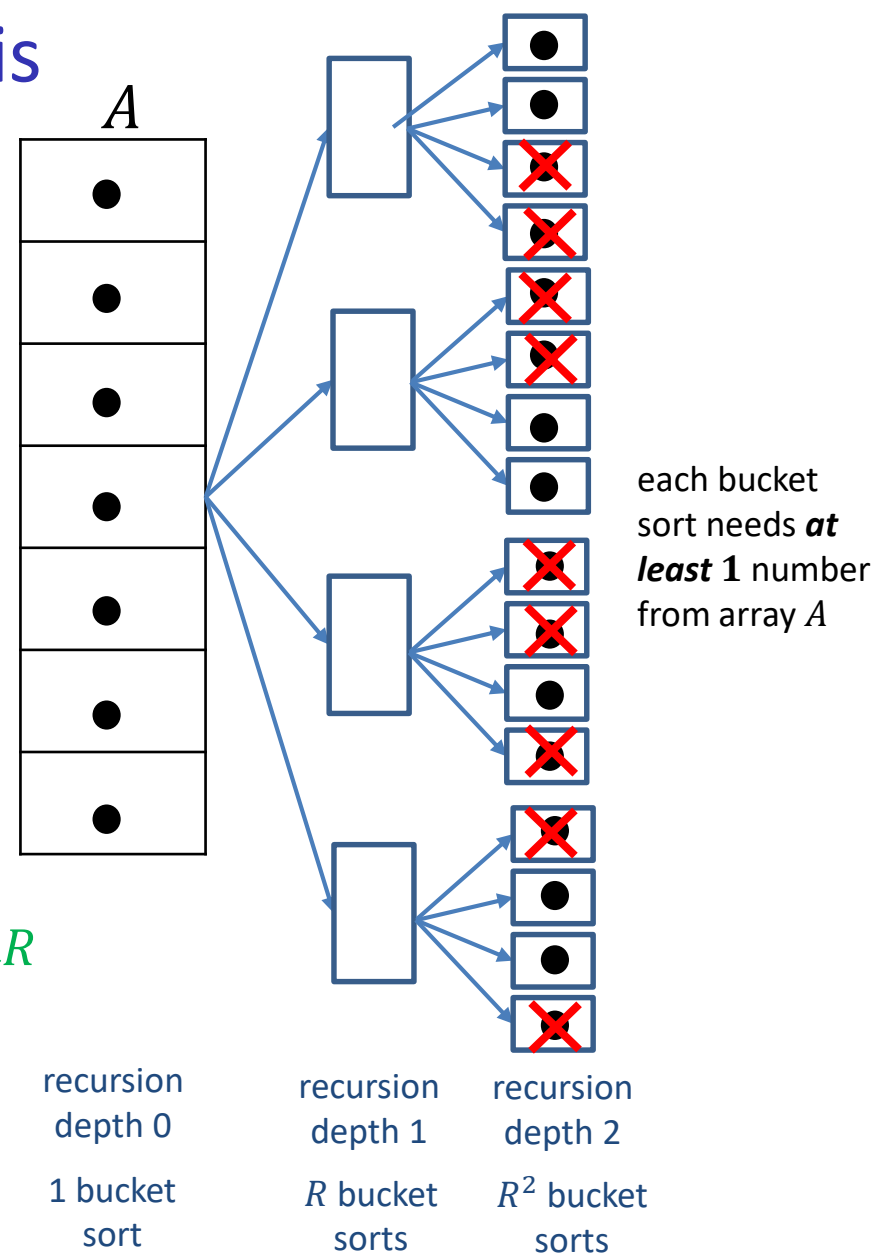 is
A
each bucket
sort needs at
least 1 number
from array A
R
recursion
depth 0
recursion
depth 1
recursion
depth 2
1 bucket
sort
R bucket
sorts
R² bucket
sorts